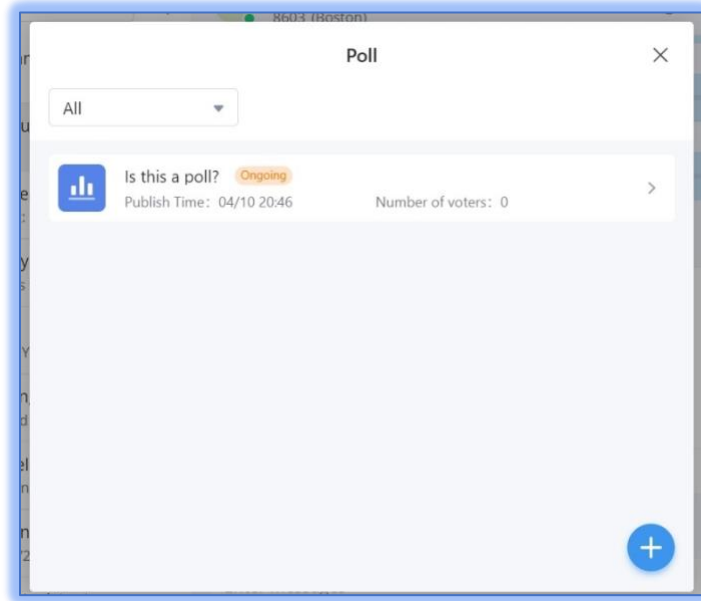 8603 (Boston)
Poll
All
Is this a poll? Ongoing
Publish Time: 04/10 20:46 Number of voters: 0